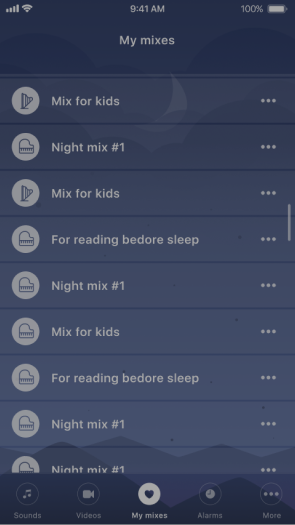 9:41 AM
100%
My mixes
Mix for kids
Night mix #1
Mix for kids
For reading bedore sleep
Night mix #1
Mix for kids
For reading bedore sleep
Night mix #1
Night mix #1
Sounds
Videos
My mixes
Alarms
More